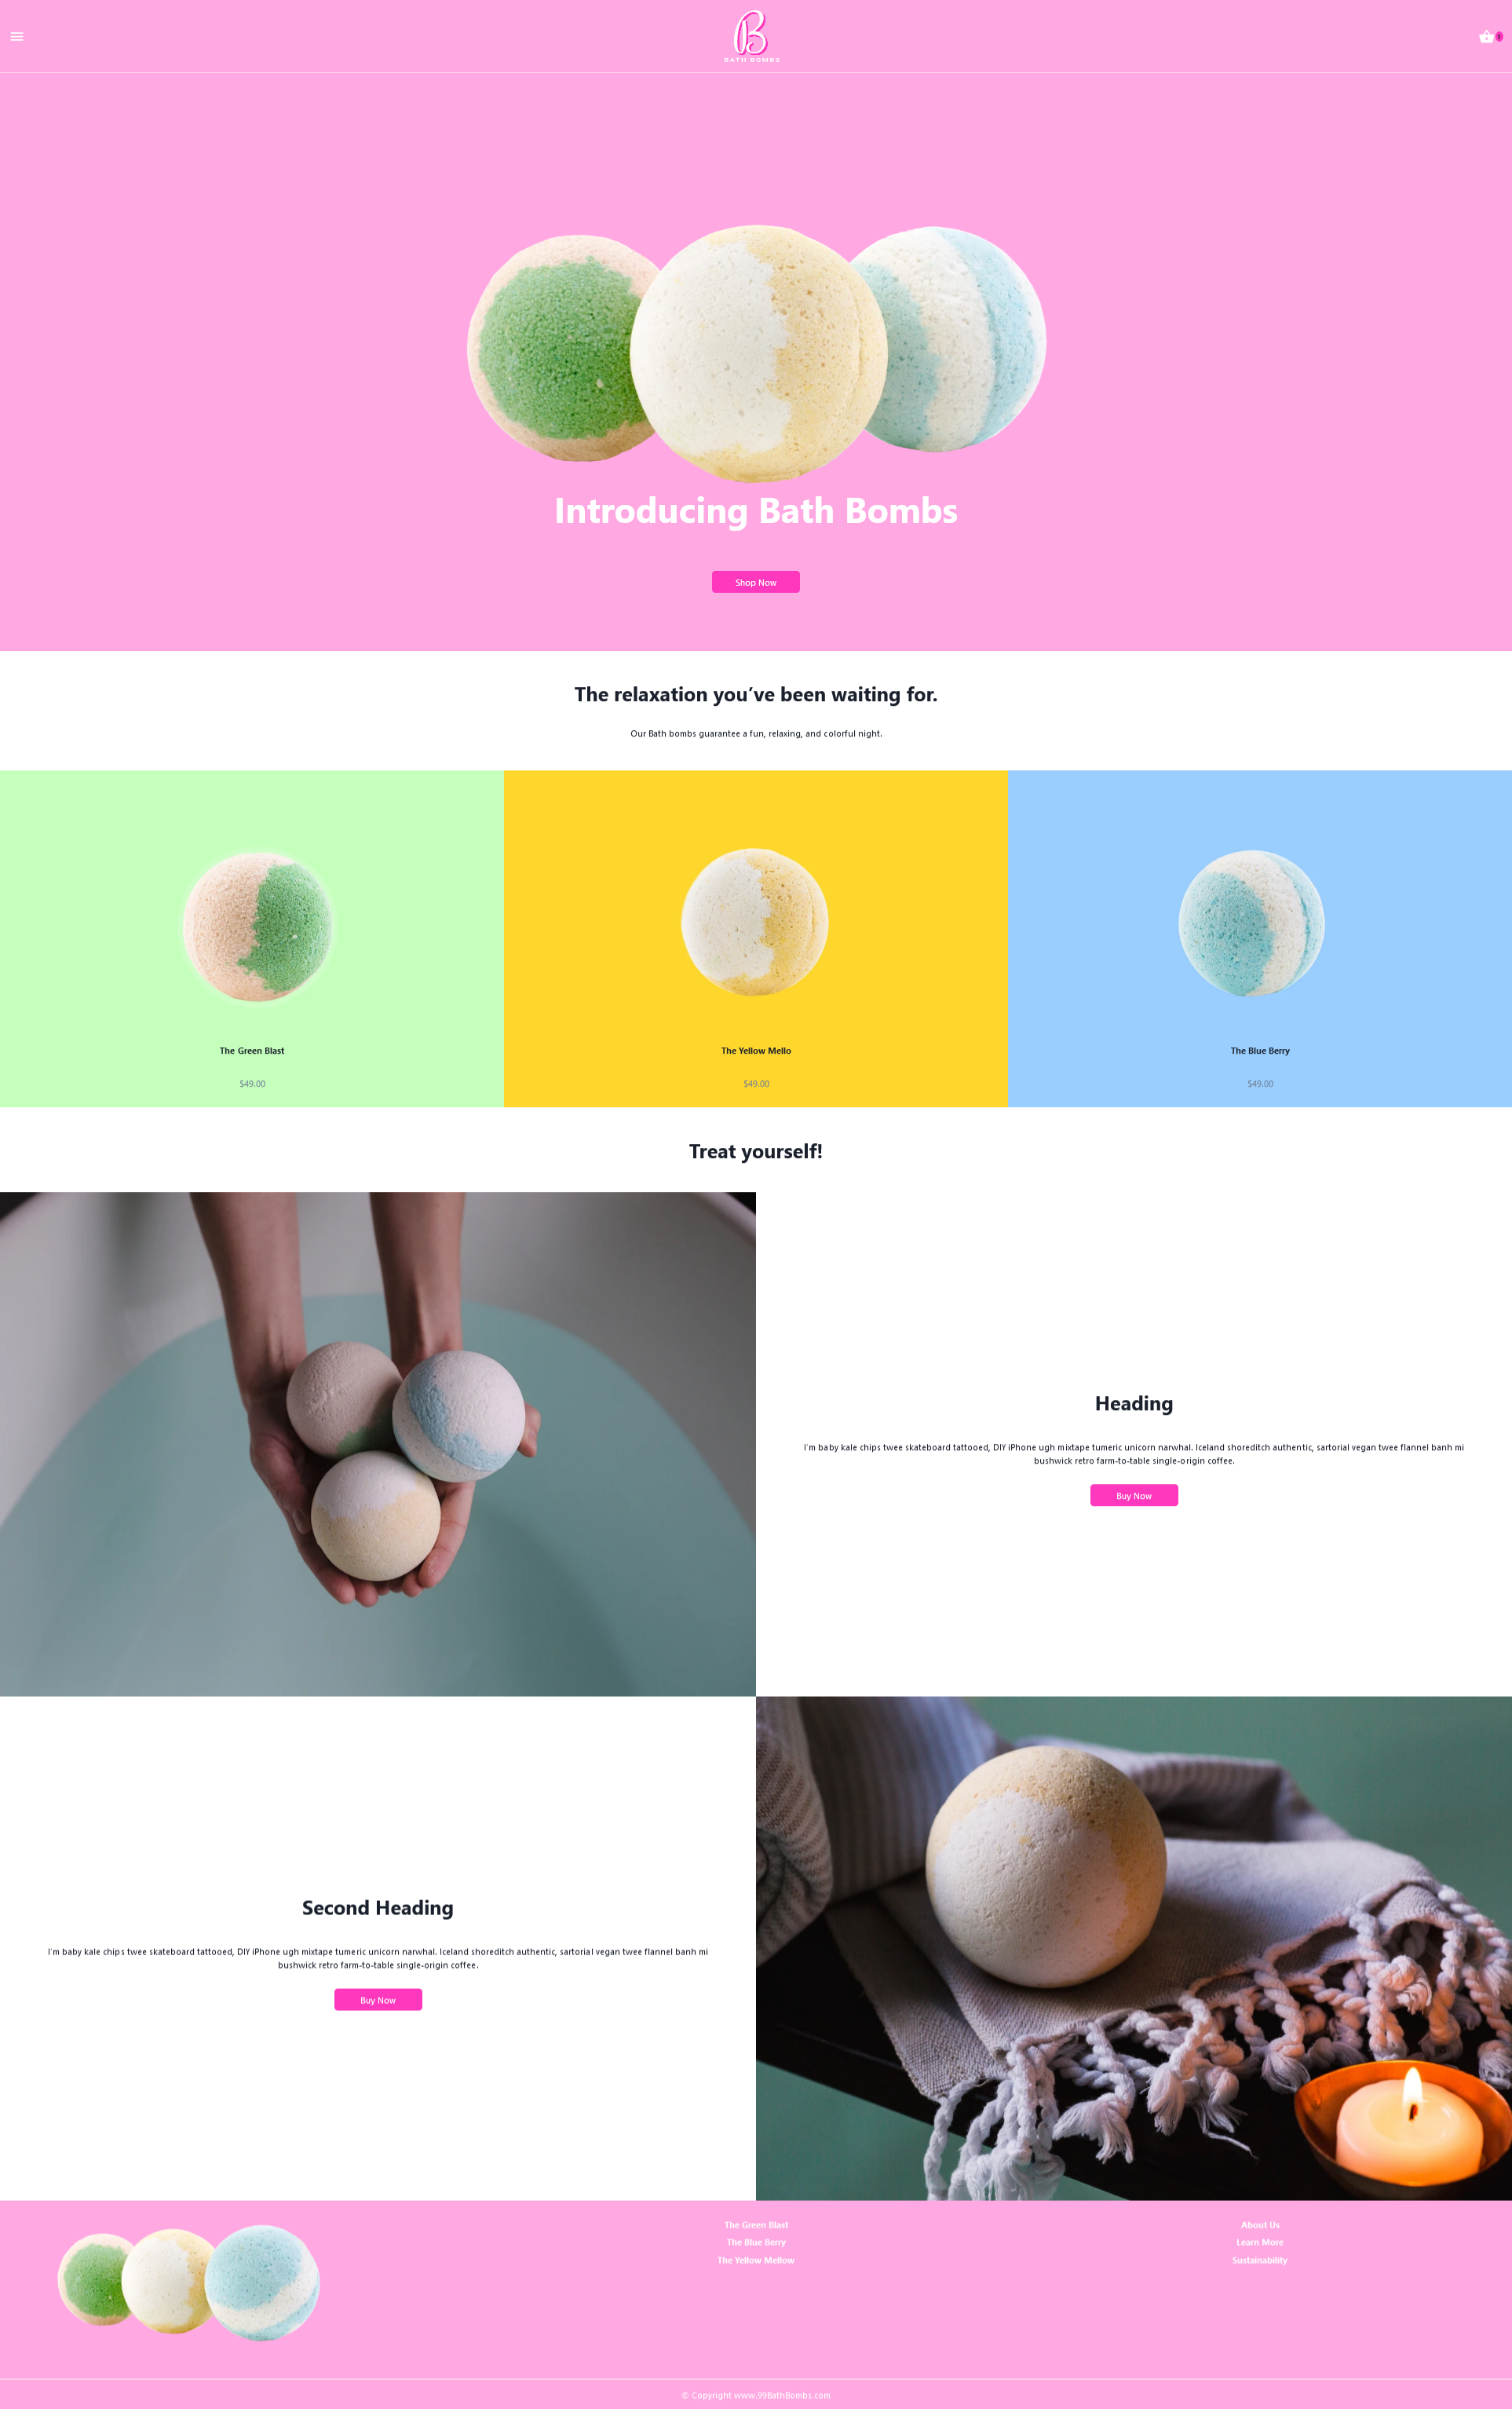 B
BATH BOMBS
1
Introducing Bath Bombs
Shop Now
The relaxation you’ve been waiting for.
Our Bath bombs guarantee a fun, relaxing, and colorful night.
The Green Blast
$49.00
The Yellow Mello
$49.00
The Blue Berry
$49.00
Treat yourself!
Heading
I'm baby kale chips twee skateboard tattooed, DIY iPhone ugh mixtape tumeric unicorn narwhal. Iceland shoreditch authentic, sartorial vegan twee flannel banh mi
bushwick retro farm-to-table single-origin coffee.
Buy Now
Second Heading
I'm baby kale chips twee skateboard tattooed, DIY iPhone ugh mixtape tumeric unicorn narwhal. Iceland shoreditch authentic, sartorial vegan twee flannel banh mi
bushwick retro farm-to-table single-origin coffee.
Buy Now
The Green Blast
The Blue Berry
The Yellow Mellow
About Us
Learn More
Sustainability
© Copyright www.99BathBombs.com